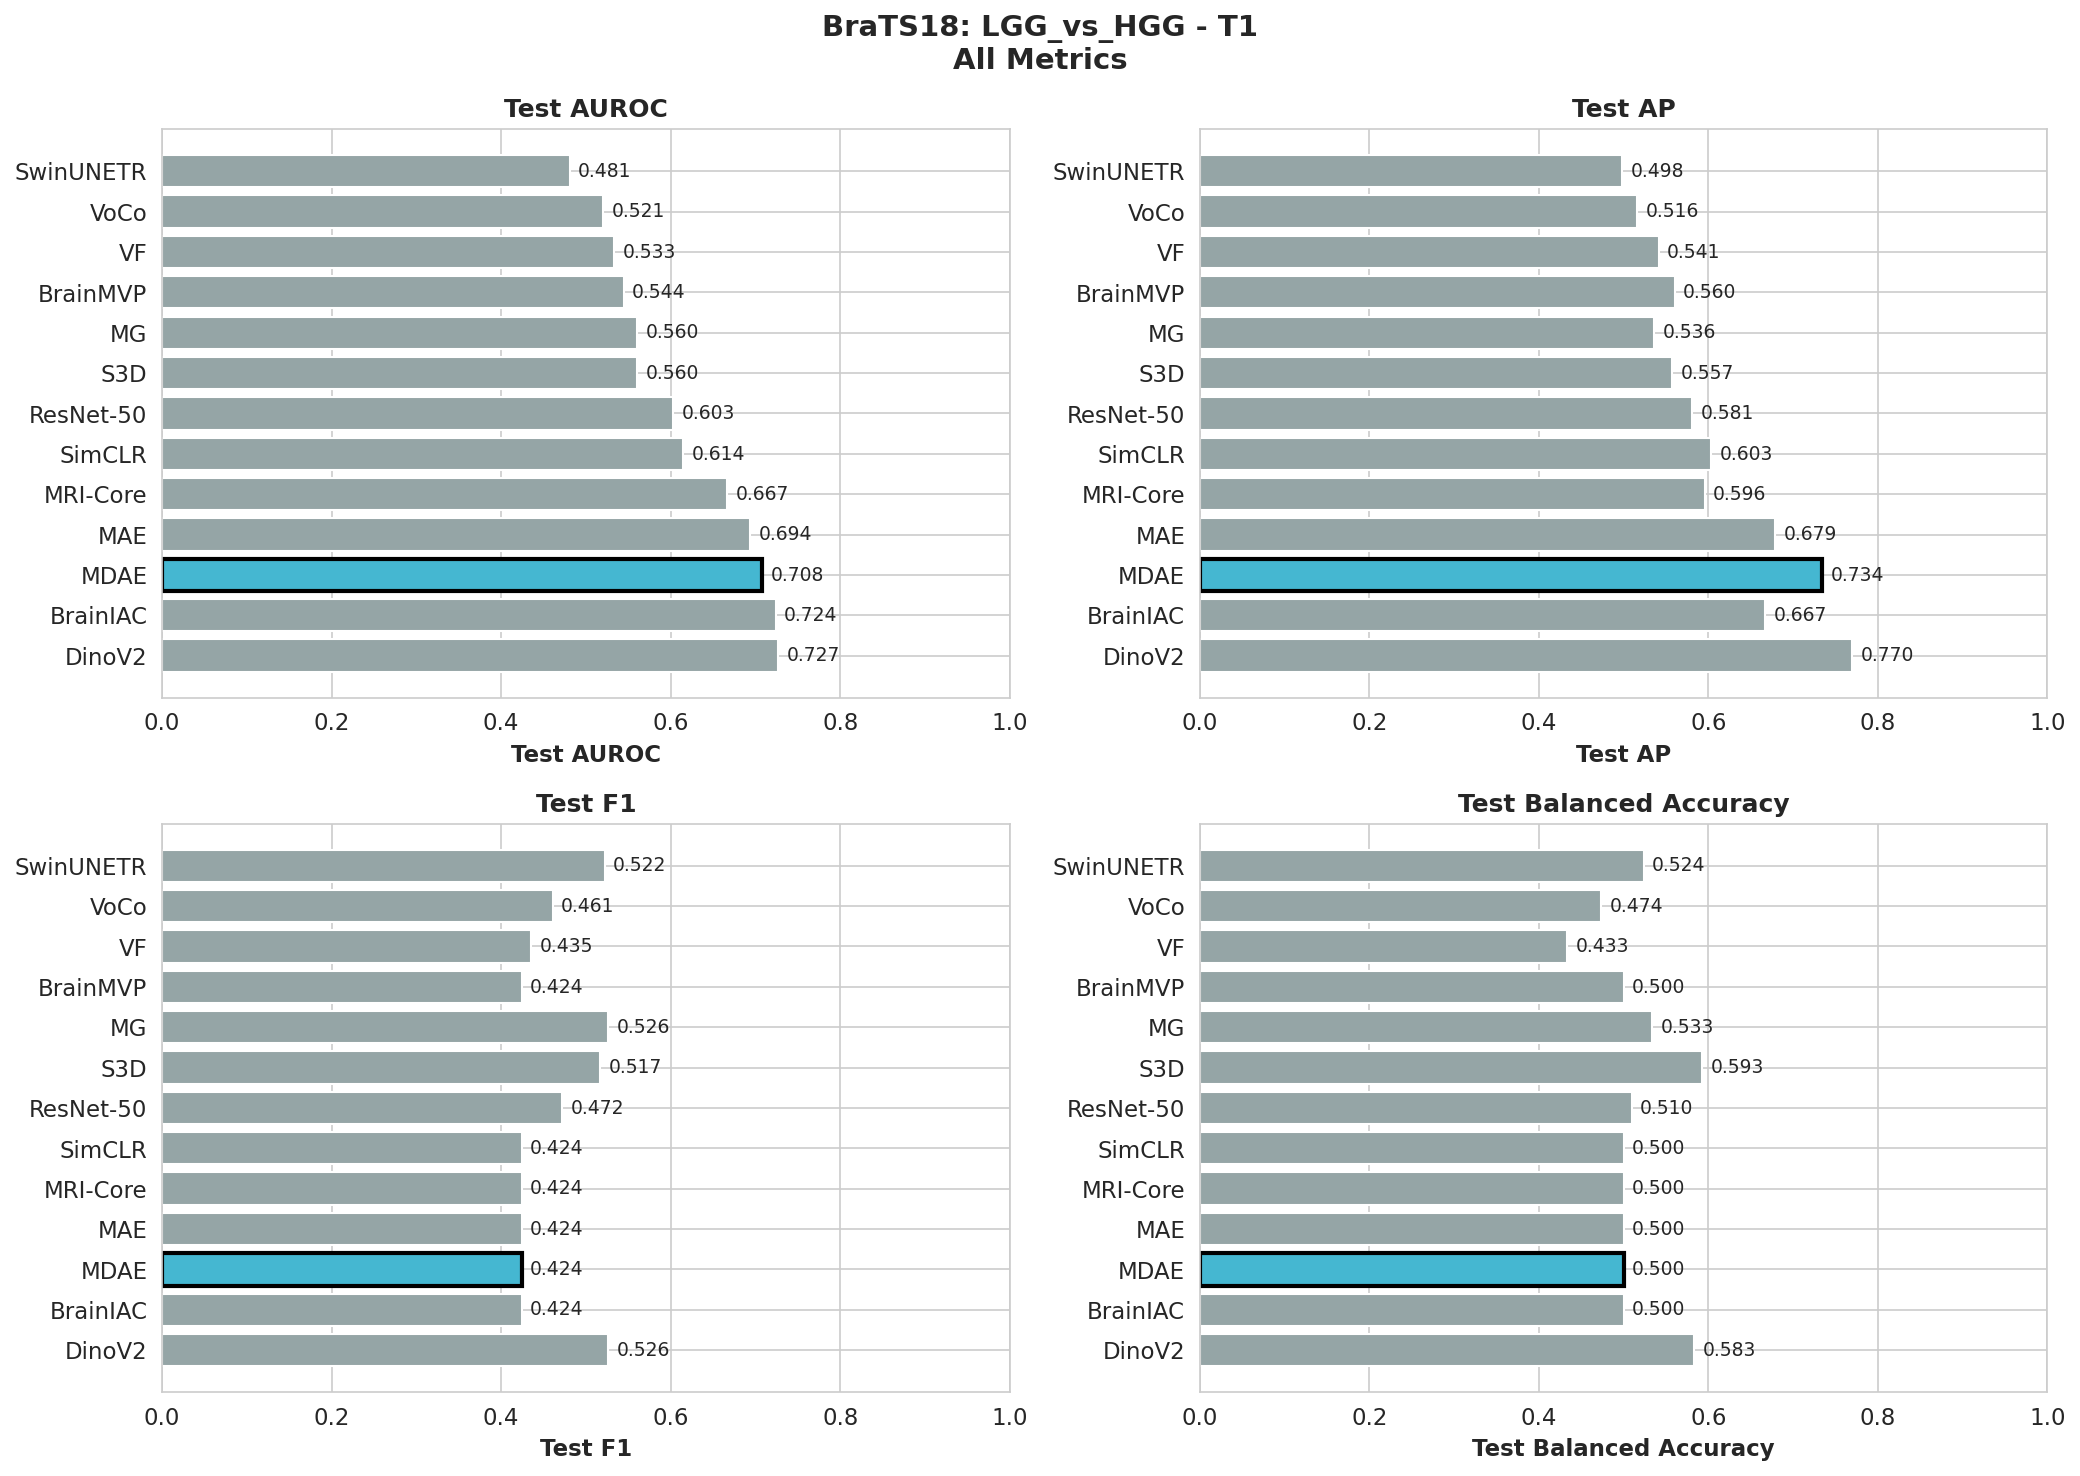 BraTS18: LGG_vs_HGG - T1
All Metrics
Test AUROC
SwinUNETR 0.481
VoCo 0.521
VF 0.533
BrainMVP 0.544
MG 0.560
S3D 0.560
ResNet-50 0.603
SimCLR 0.614
MRI-Core 0.667
MAE 0.694
MDAE 0.708
BrainIAC 0.724
DinoV2 0.727
0.0 0.2 0.4 0.6 0.8 1.0
Test AUROC
Test AP
SwinUNETR 0.498
VoCo 0.516
VF 0.541
BrainMVP 0.560
MG 0.536
S3D 0.557
ResNet-50 0.581
SimCLR 0.603
MRI-Core 0.596
MAE 0.679
MDAE 0.734
BrainIAC 0.667
DinoV2 0.770
0.0 0.2 0.4 0.6 0.8 1.0
Test AP
Test F1
SwinUNETR 0.522
VoCo 0.461
VF 0.435
BrainMVP 0.424
MG 0.526
S3D 0.517
ResNet-50 0.472
SimCLR 0.424
MRI-Core 0.424
MAE 0.424
MDAE 0.424
BrainIAC 0.424
DinoV2 0.526
0.0 0.2 0.4 0.6 0.8 1.0
Test F1
Test Balanced Accuracy
SwinUNETR 0.524
VoCo 0.474
VF 0.433
BrainMVP 0.500
MG 0.533
S3D 0.593
ResNet-50 0.510
SimCLR 0.500
MRI-Core 0.500
MAE 0.500
MDAE 0.500
BrainIAC 0.500
DinoV2 0.583
0.0 0.2 0.4 0.6 0.8 1.0
Test Balanced Accuracy